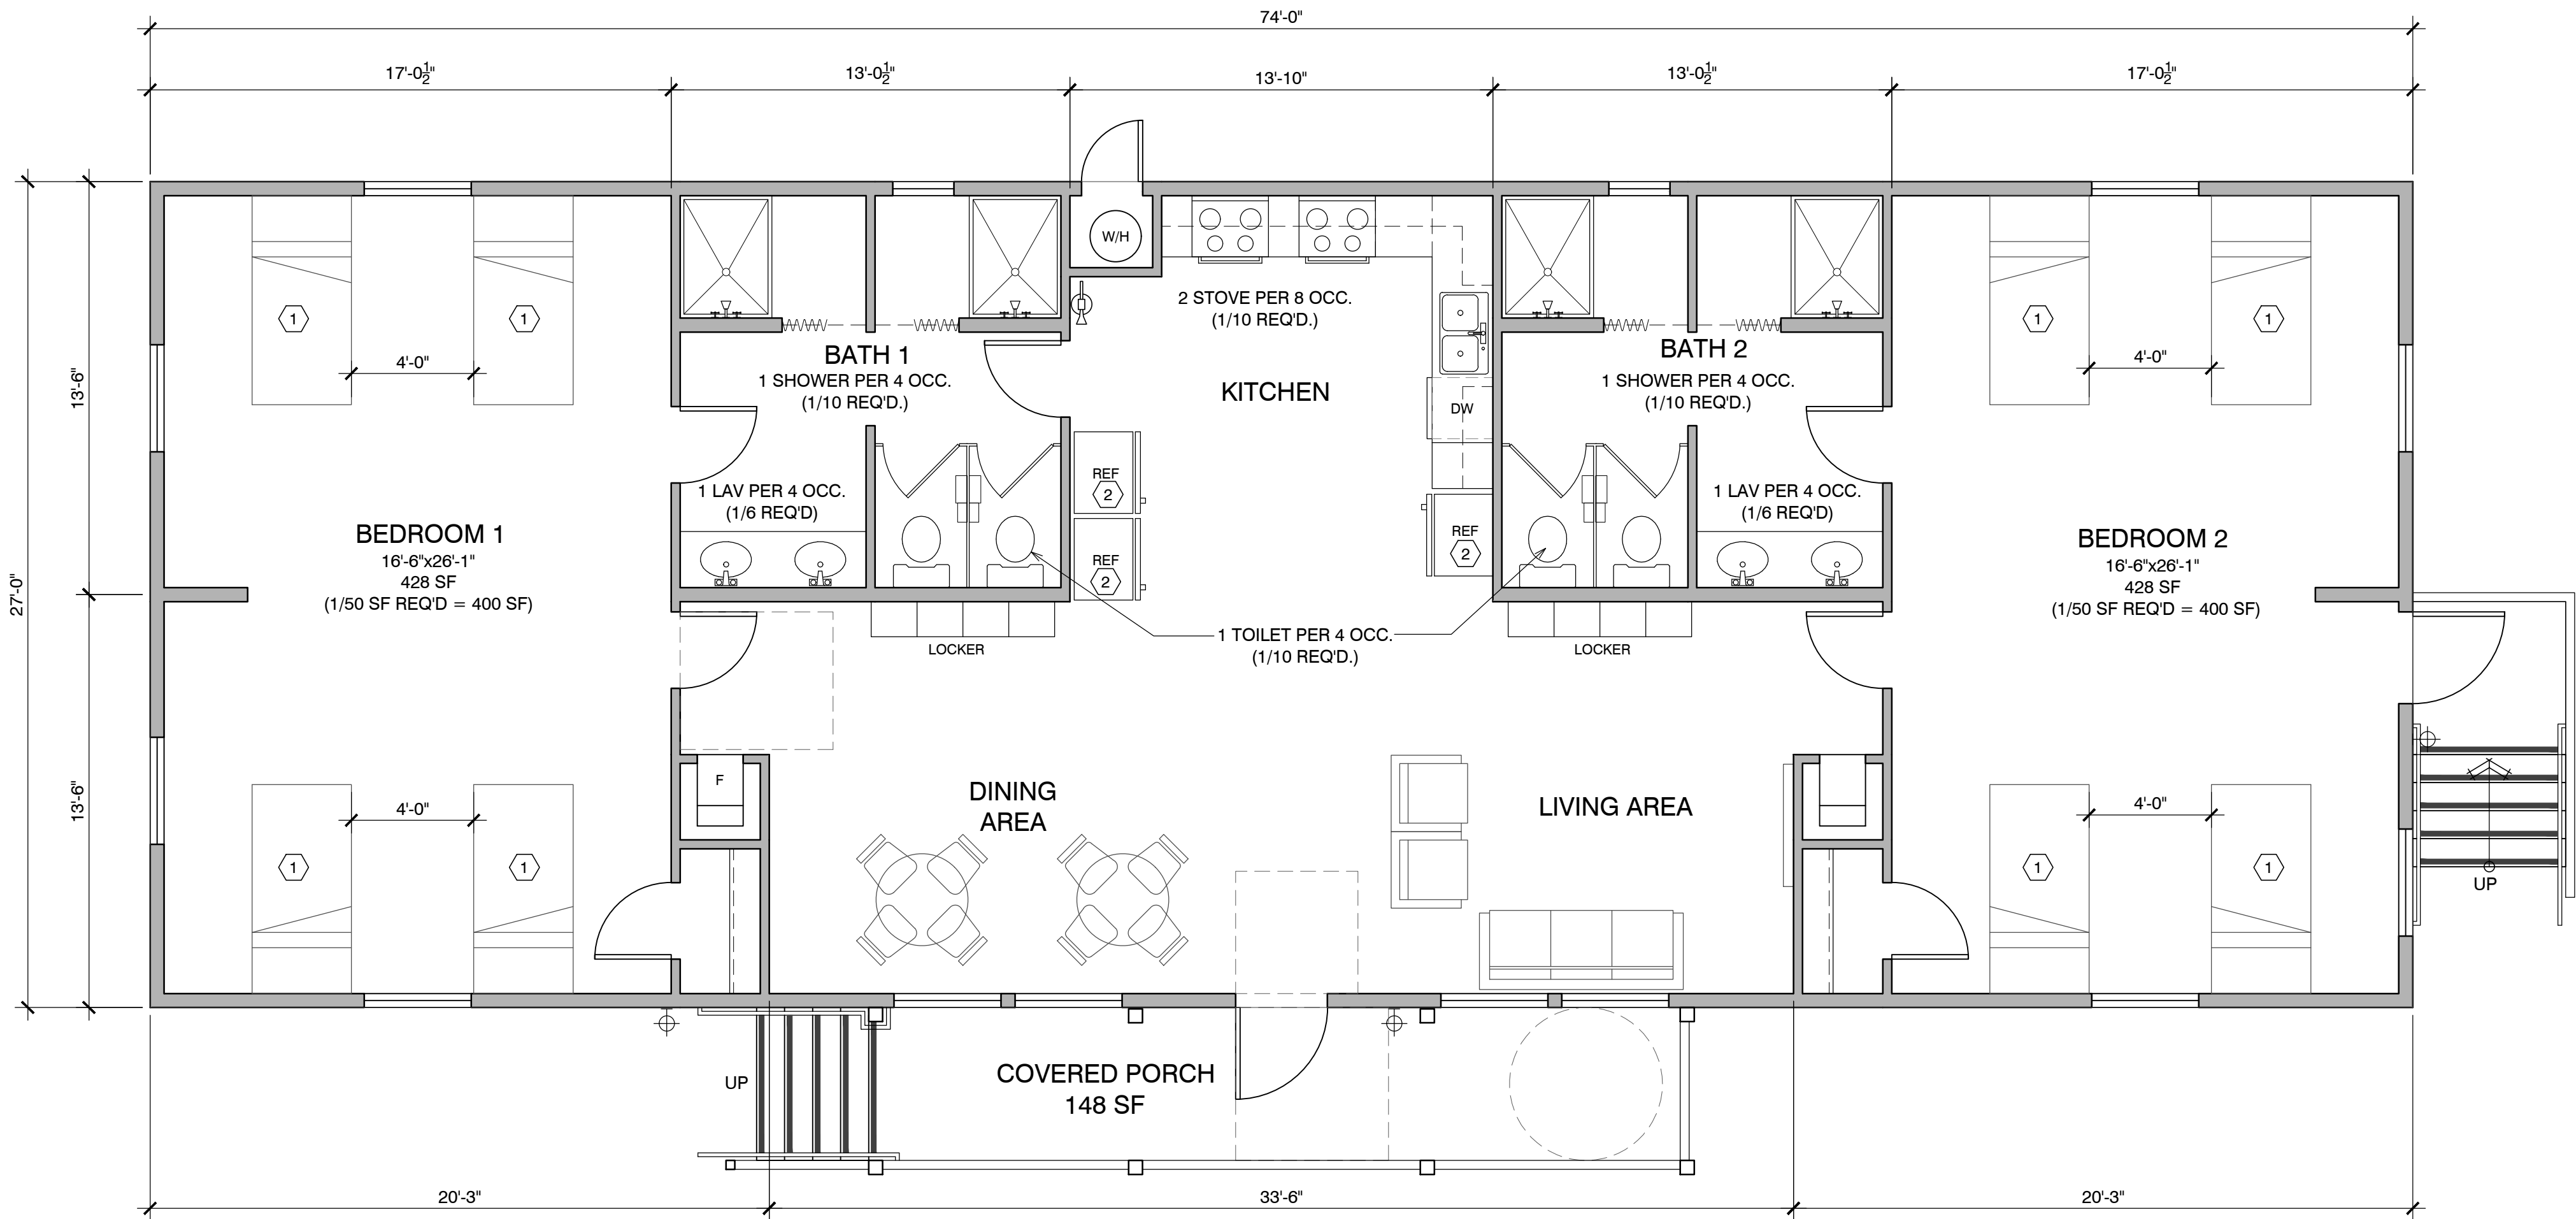 74'-0"
17'-0½"
13'-0½"
13'-10"
13'-0½"
17'-0½"
27'-0"
13'-6"
13'-6"
W/H
1
1
1
1
4'-0"
4'-0"
2 STOVE PER 8 OCC.
(1/10 REQ'D.)
BATH 1
1 SHOWER PER 4 OCC.
(1/10 REQ'D.)
KITCHEN
BATH 2
1 SHOWER PER 4 OCC.
(1/10 REQ'D.)
DW
REF
2
REF
2
REF
2
1 LAV PER 4 OCC.
(1/6 REQ'D)
1 LAV PER 4 OCC.
(1/6 REQ'D)
BEDROOM 1
16'-6"x26'-1"
428 SF
(1/50 SF REQ'D = 400 SF)
BEDROOM 2
16'-6"x26'-1"
428 SF
(1/50 SF REQ'D = 400 SF)
LOCKER
1 TOILET PER 4 OCC.
(1/10 REQ'D.)
LOCKER
F
DINING
AREA
LIVING AREA
4'-0"
4'-0"
1
1
1
1
UP
UP
COVERED PORCH
148 SF
20'-3"
33'-6"
20'-3"